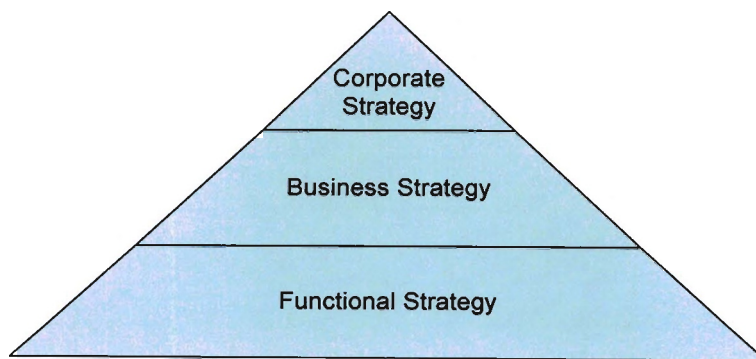 Corporate
Strategy
Business Strategy
Functional Strategy